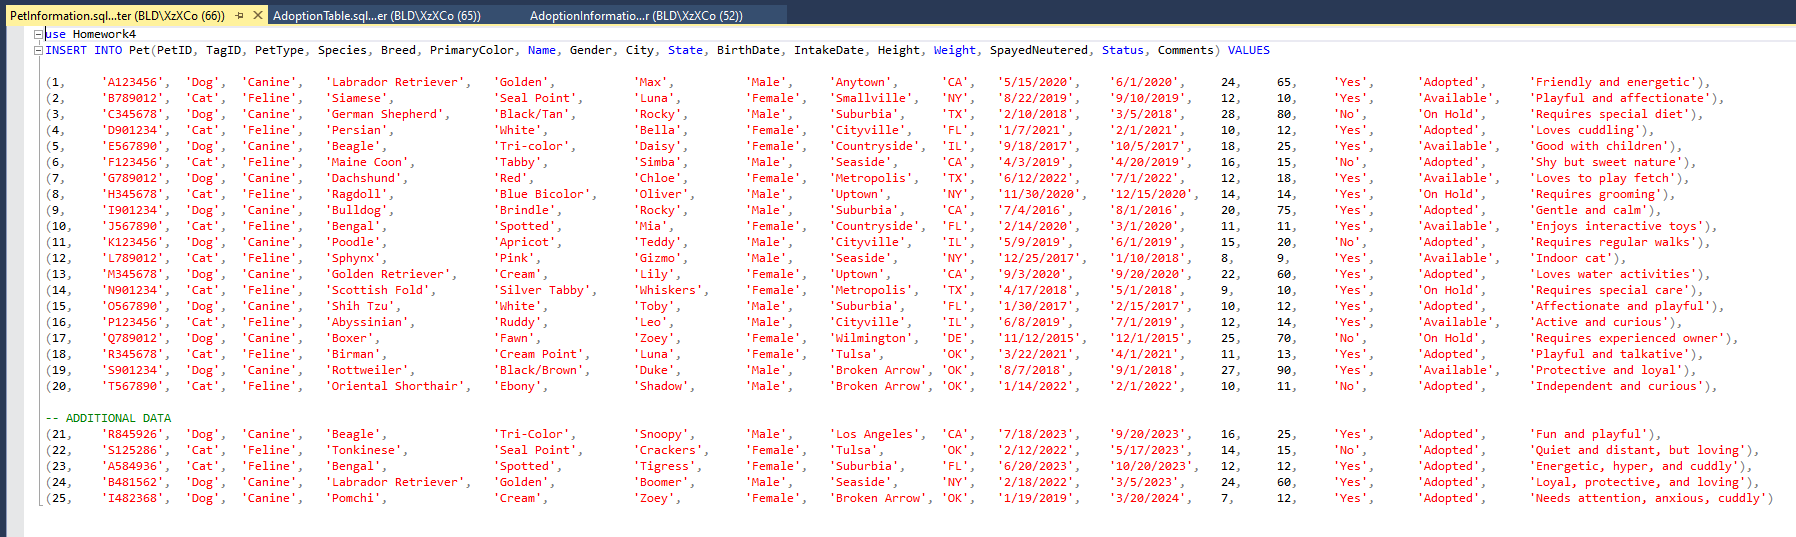 PetInformation.sql...ter (BLD\XzXCo (66)) AdoptionTable.sql...er (BLD\XzXCo (65)) AdoptionInformatio...r (BLD\XzXCo (52))
use Homework4
INSERT INTO Pet(PetID, TagID, PetType, Species, Breed, PrimaryColor, Name, Gender, City, State, BirthDate, IntakeDate, Height, Weight, SpayedNeutered, Status, Comments) VALUES
(1, 'A123456', 'Dog', 'Canine', 'Labrador Retriever', 'Golden', 'Max', 'Male', 'Anytown', 'CA', '5/15/2020', '6/1/2020', 24, 65, 'Yes', 'Adopted', 'Friendly and energetic'),
(2, 'B789012', 'Cat', 'Feline', 'Siamese', 'Seal Point', 'Luna', 'Female', 'Smallville', 'NY', '8/22/2019', '9/10/2019', 12, 10, 'Yes', 'Available', 'Playful and affectionate'),
(3, 'C345678', 'Dog', 'Canine', 'German Shepherd', 'Black/Tan', 'Rocky', 'Male', 'Suburbia', 'TX', '2/10/2018', '3/5/2018', 28, 80, 'No', 'On Hold', 'Requires special diet'),
(4, 'D901234', 'Cat', 'Feline', 'Persian', 'White', 'Bella', 'Female', 'Cityville', 'FL', '1/7/2021', '2/1/2021', 10, 12, 'Yes', 'Adopted', 'Loves cuddling'),
(5, 'E567890', 'Dog', 'Canine', 'Beagle', 'Tri-color', 'Daisy', 'Female', 'Countryside', 'IL', '9/18/2017', '10/5/2017', 18, 25, 'Yes', 'Available', 'Good with children'),
(6, 'F123456', 'Cat', 'Feline', 'Maine Coon', 'Tabby', 'Simba', 'Male', 'Seaside', 'CA', '4/3/2019', '4/20/2019', 16, 15, 'No', 'Adopted', 'Shy but sweet nature'),
(7, 'G789012', 'Dog', 'Canine', 'Dachshund', 'Red', 'Chloe', 'Female', 'Metropolis', 'TX', '6/12/2022', '7/1/2022', 12, 18, 'Yes', 'Available', 'Loves to play fetch'),
(8, 'H345678', 'Cat', 'Feline', 'Ragdoll', 'Blue Bicolor', 'Oliver', 'Male', 'Uptown', 'NY', '11/30/2020', '12/15/2020', 14, 14, 'Yes', 'On Hold', 'Requires grooming'),
(9, 'I901234', 'Dog', 'Canine', 'Bulldog', 'Brindle', 'Rocky', 'Male', 'Suburbia', 'CA', '7/4/2016', '8/1/2016', 20, 75, 'Yes', 'Adopted', 'Gentle and calm'),
(10, 'J567890', 'Cat', 'Feline', 'Bengal', 'Spotted', 'Mia', 'Female', 'Countryside', 'FL', '2/14/2020', '3/1/2020', 11, 11, 'Yes', 'Available', 'Enjoys interactive toys'),
(11, 'K123456', 'Dog', 'Canine', 'Poodle', 'Apricot', 'Teddy', 'Male', 'Cityville', 'IL', '5/9/2019', '6/1/2019', 15, 20, 'No', 'Adopted', 'Requires regular walks'),
(12, 'L789012', 'Cat', 'Feline', 'Sphynx', 'Pink', 'Gizmo', 'Male', 'Seaside', 'NY', '12/25/2017', '1/10/2018', 8, 9, 'Yes', 'Available', 'Indoor cat'),
(13, 'M345678', 'Dog', 'Canine', 'Golden Retriever', 'Cream', 'Lily', 'Female', 'Uptown', 'CA', '9/3/2020', '9/20/2020', 22, 60, 'Yes', 'Adopted', 'Loves water activities'),
(14, 'N901234', 'Cat', 'Feline', 'Scottish Fold', 'Silver Tabby', 'Whiskers', 'Female', 'Metropolis', 'TX', '4/17/2018', '5/1/2018', 9, 10, 'Yes', 'On Hold', 'Requires special care'),
(15, 'O567890', 'Dog', 'Canine', 'Shih Tzu', 'White', 'Toby', 'Male', 'Suburbia', 'FL', '1/30/2017', '2/15/2017', 10, 12, 'Yes', 'Adopted', 'Affectionate and playful'),
(16, 'P123456', 'Cat', 'Feline', 'Abyssinian', 'Ruddy', 'Leo', 'Male', 'Cityville', 'IL', '6/8/2019', '7/1/2019', 12, 14, 'Yes', 'Available', 'Active and curious'),
(17, 'Q789012', 'Dog', 'Canine', 'Boxer', 'Fawn', 'Zoey', 'Female', 'Wilmington', 'DE', '11/12/2015', '12/1/2015', 25, 70, 'No', 'On Hold', 'Requires experienced owner'),
(18, 'R345678', 'Cat', 'Feline', 'Birman', 'Cream Point', 'Luna', 'Female', 'Tulsa', 'OK', '3/22/2021', '4/1/2021', 11, 13, 'Yes', 'Adopted', 'Playful and talkative'),
(19, 'S901234', 'Dog', 'Canine', 'Rottweiler', 'Black/Brown', 'Duke', 'Male', 'Broken Arrow', 'OK', '8/7/2018', '9/1/2018', 27, 90, 'Yes', 'Available', 'Protective and loyal'),
(20, 'T567890', 'Cat', 'Feline', 'Oriental Shorthair', 'Ebony', 'Shadow', 'Male', 'Broken Arrow', 'OK', '1/14/2022', '2/1/2022', 10, 11, 'No', 'Adopted', 'Independent and curious'),
-- ADDITIONAL DATA
(21, 'R845926', 'Dog', 'Canine', 'Beagle', 'Tri-Color', 'Snoopy', 'Male', 'Los Angeles', 'CA', '7/18/2023', '9/20/2023', 16, 25, 'Yes', 'Adopted', 'Fun and playful'),
(22, 'S125286', 'Cat', 'Feline', 'Tonkinese', 'Seal Point', 'Crackers', 'Female', 'Tulsa', 'OK', '2/12/2022', '5/17/2023', 14, 15, 'No', 'Adopted', 'Quiet and distant, but loving'),
(23, 'A584936', 'Cat', 'Feline', 'Bengal', 'Spotted', 'Tigress', 'Female', 'Suburbia', 'FL', '6/20/2023', '10/20/2023', 12, 12, 'Yes', 'Adopted', 'Energetic, hyper, and cuddly'),
(24, 'B481562', 'Dog', 'Canine', 'Labrador Retriever', 'Golden', 'Boomer', 'Male', 'Seaside', 'NY', '2/18/2022', '3/5/2023', 24, 60, 'Yes', 'Adopted', 'Loyal, protective, and loving'),
(25, 'I482368', 'Dog', 'Canine', 'Pomchi', 'Cream', 'Zoey', 'Female', 'Broken Arrow', 'OK', '1/19/2019', '3/20/2024', 7, 12, 'Yes', 'Adopted', 'Needs attention, anxious, cuddly')